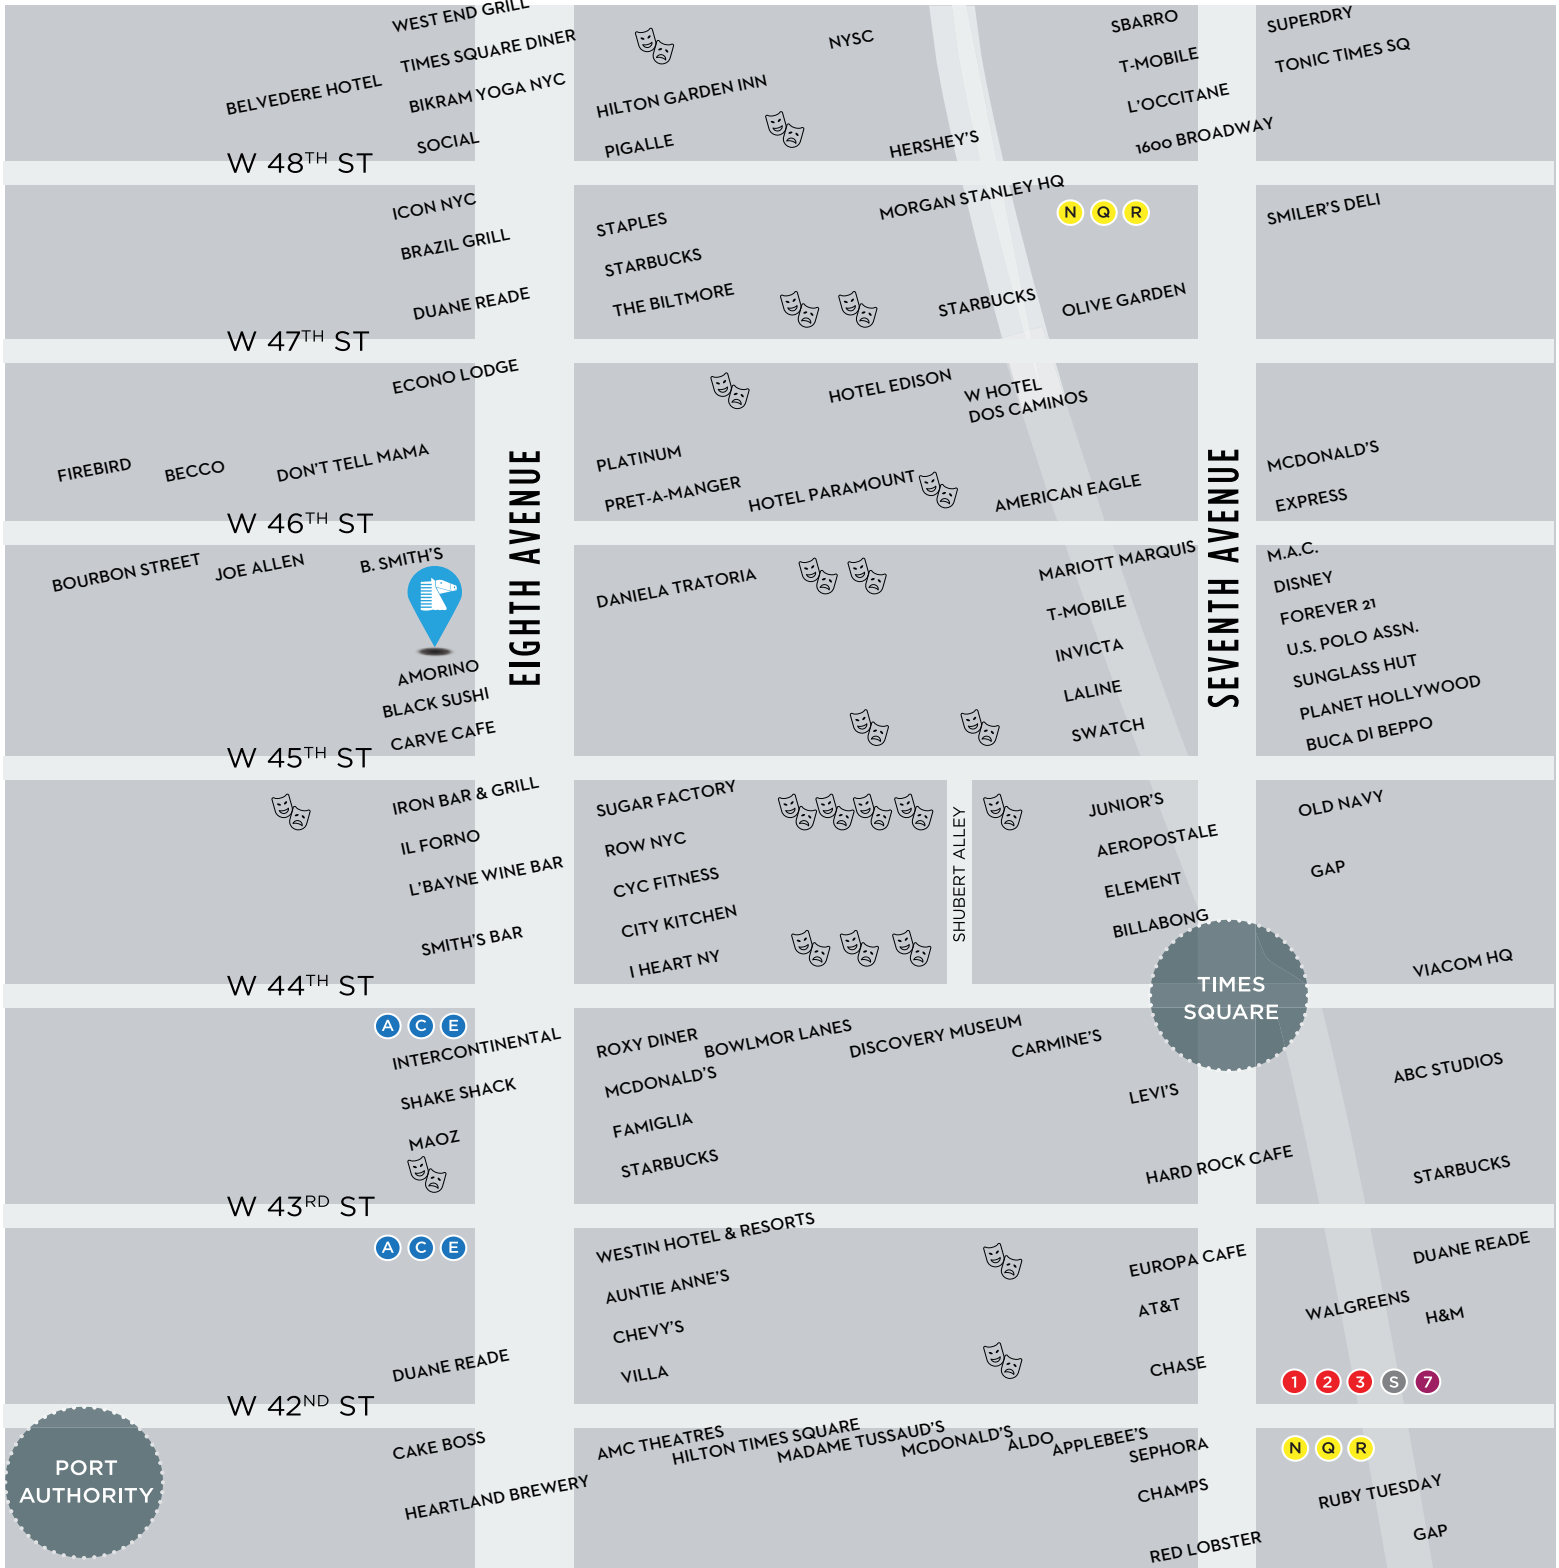 WEST END GRILL
TIMES SQUARE DINER
BELVEDERE HOTEL
BIKRAM YOGA NYC
SOCIAL
HILTON GARDEN INN
PIGALLE
NYSC
HERSHEY'S
SBARRO
T-MOBILE
L'OCCITANE
1600 BROADWAY
SUPERDRY
TONIC TIMES SQ
W 48TH ST
ICON NYC
BRAZIL GRILL
DUANE READE
STAPLES
STARBUCKS
THE BILTMORE
MORGAN STANLEY HQ
N Q R
STARBUCKS
OLIVE GARDEN
SMILER'S DELI
W 47TH ST
ECONO LODGE
FIREBIRD
BECCO
DON'T TELL MAMA
HOTEL EDISON
W HOTEL
DOS CAMINOS
PLATINUM
PRET-A-MANGER
HOTEL PARAMOUNT
AMERICAN EAGLE
MCDONALD'S
EXPRESS
W 46TH ST
EIGHTH AVENUE
SEVENTH AVENUE
BOURBON STREET
JOE ALLEN
B. SMITH'S
AMORINO
BLACK SUSHI
CARVE CAFE
DANIELA TRATORIA
MARIOTT MARQUIS
T-MOBILE
INVICTA
LALINE
SWATCH
M.A.C.
DISNEY
FOREVER 21
U.S. POLO ASSN.
SUNGLASS HUT
PLANET HOLLYWOOD
BUCA DI BEPPO
W 45TH ST
IRON BAR & GRILL
IL FORNO
L'BAYNE WINE BAR
SMITH'S BAR
SUGAR FACTORY
ROW NYC
CYC FITNESS
CITY KITCHEN
I HEART NY
SHUBERT ALLEY
JUNIOR'S
AEROPOSTALE
ELEMENT
BILLABONG
OLD NAVY
GAP
VIACOM HQ
W 44TH ST
TIMES
SQUARE
A C E
INTERCONTINENTAL
SHAKE SHACK
MAOZ
ROXY DINER
BOWLMOR LANES
DISCOVERY MUSEUM
CARMINE'S
MCDONALD'S
FAMIGLIA
STARBUCKS
LEVI'S
HARD ROCK CAFE
ABC STUDIOS
STARBUCKS
W 43RD ST
A C E
DUANE READE
WESTIN HOTEL & RESORTS
AUNTIE ANNE'S
CHEVY'S
VILLA
EUROPA CAFE
AT&T
CHASE
DUANE READE
WALGREENS
H&M
1 2 3 S 7
W 42ND ST
PORT
AUTHORITY
CAKE BOSS
HEARTLAND BREWERY
AMC THEATRES
HILTON TIMES SQUARE
MADAME TUSSAUD'S
MCDONALD'S
ALDO
APPLEBEE'S
SEPHORA
CHAMPS
RED LOBSTER
N Q R
RUBY TUESDAY
GAP